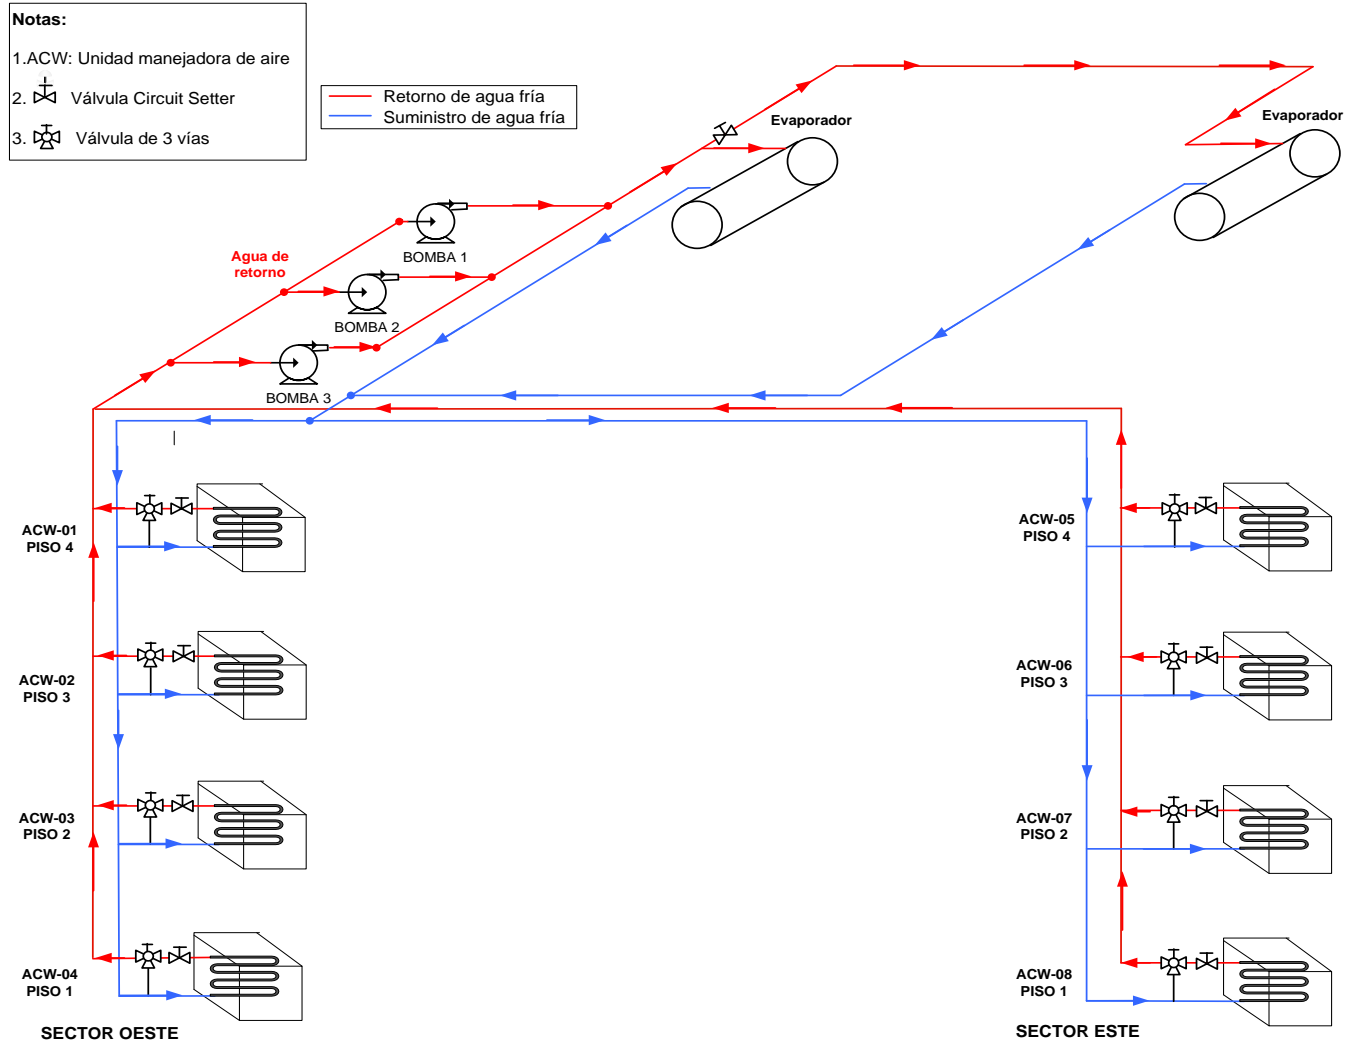 Notas:
1.ACW: Unidad manejadora de aire
2. Válvula Circuit Setter
3. Válvula de 3 vías
Retorno de agua fría
Suministro de agua fría
Evaporador
Evaporador
Agua de
retorno
BOMBA 1
BOMBA 2
BOMBA 3
ACW-01
PISO 4
ACW-02
PISO 3
ACW-03
PISO 2
ACW-04
PISO 1
SECTOR OESTE
ACW-05
PISO 4
ACW-06
PISO 3
ACW-07
PISO 2
ACW-08
PISO 1
SECTOR ESTE